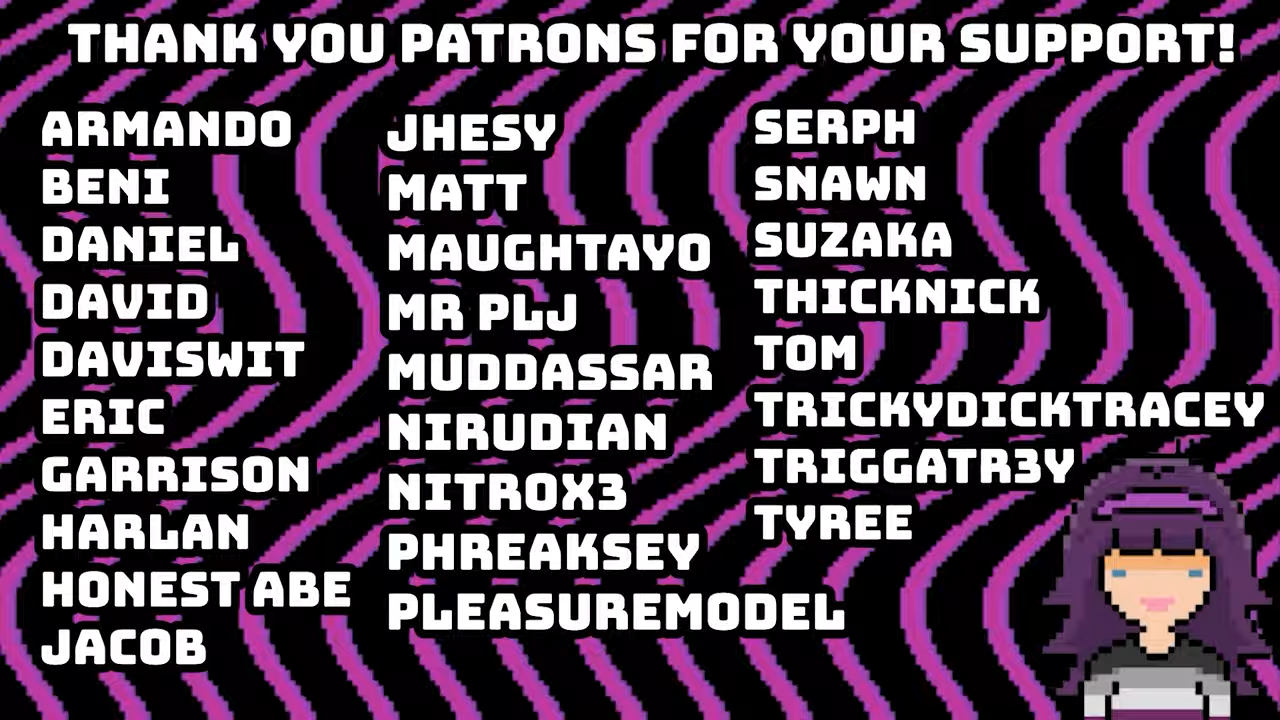 THANK YOU PATRONS FOR YOUR SUPPORT!
ARMANDO
BENI
DANIEL
DAVID
DAVISWIT
ERIC
GARRISON
HARLAN
HONEST ABE
JACOB
JHESY
MATT
MAUGHTAYO
MR PLJ
MUDDASSAR
NIRUDIAN
NITROX3
PHREAKSEY
PLEASUREMODEL
SERPH
SNAWN
SUZAKA
THICKNICK
TOM
TRICKYDICKTRACEY
TRIGGATR3Y
TYREE